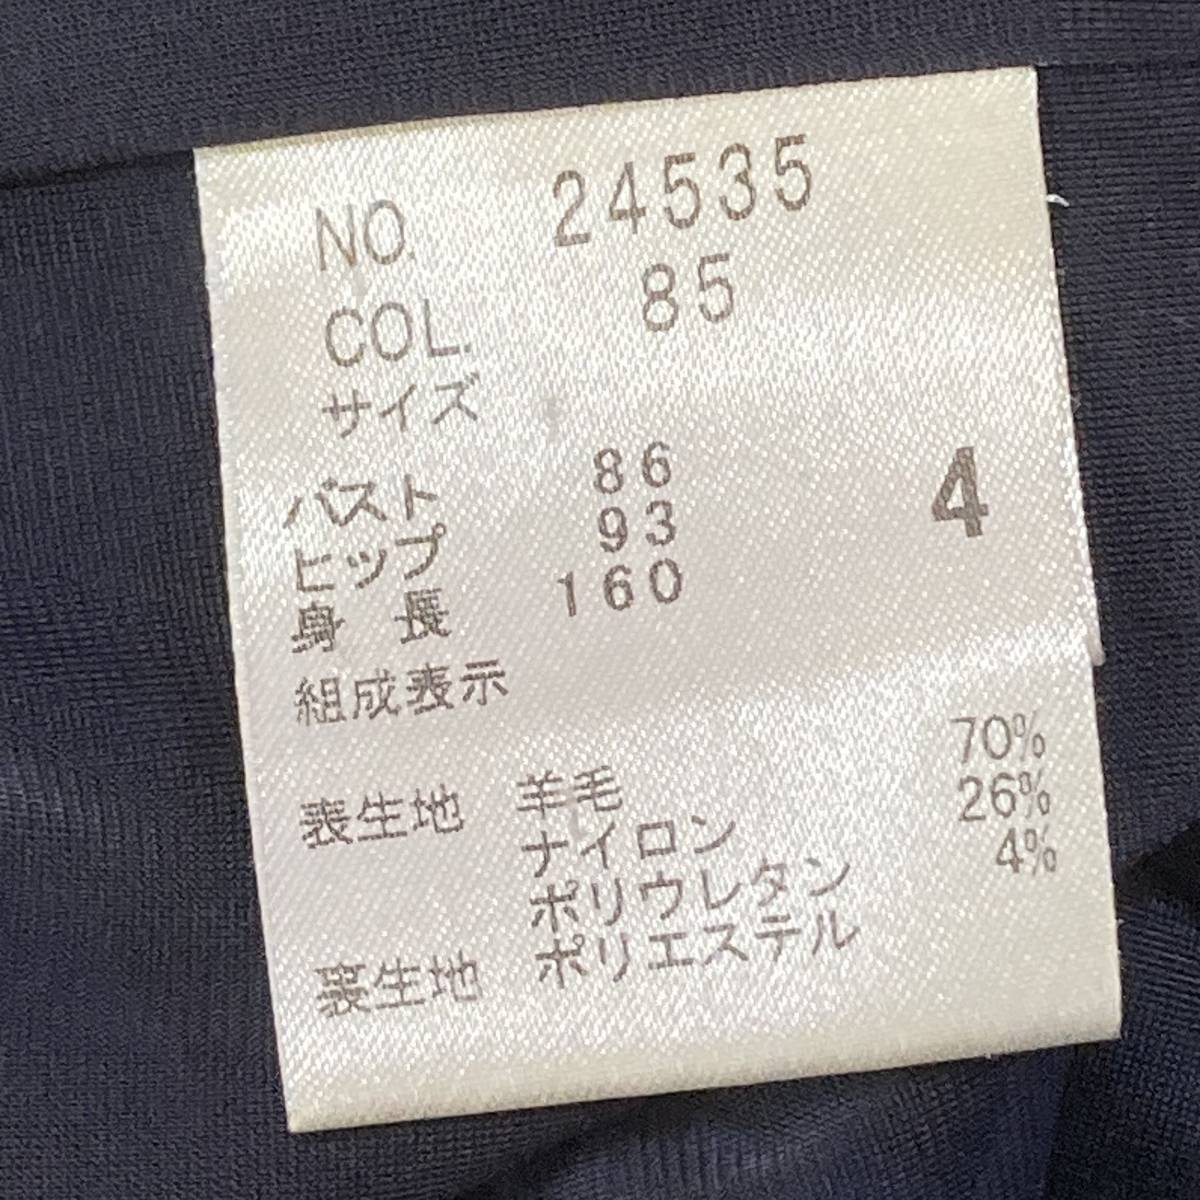 NO. 24535
COL. 85
サイズ
バスト 86
ヒップ 93 4
身 長 160
組成表示
表生地 羊毛 70%
ナイロン 26%
ポリウレタン 4%
裏生地 ポリエステル